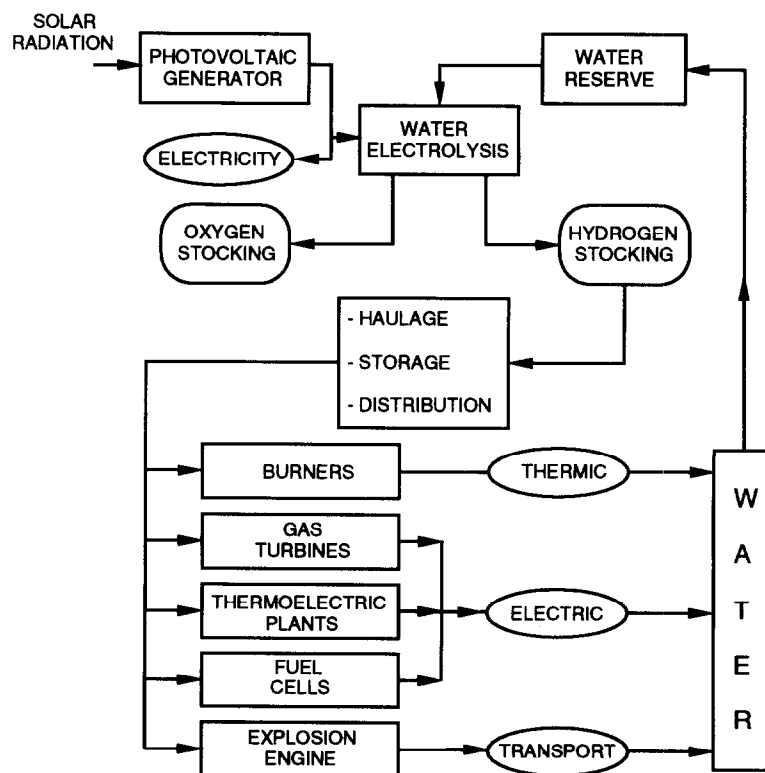 SOLAR
RADIATION
PHOTOVOLTAIC
GENERATOR
WATER
RESERVE
WATER
ELECTROLYSIS
ELECTRICITY
OXYGEN
STOCKING
HYDROGEN
STOCKING
- HAULAGE
- STORAGE
- DISTRIBUTION
BURNERS
THERMIC
GAS
TURBINES
THERMOELECTRIC
PLANTS
ELECTRIC
FUEL
CELLS
EXPLOSION
ENGINE
TRANSPORT
W
A
T
E
R